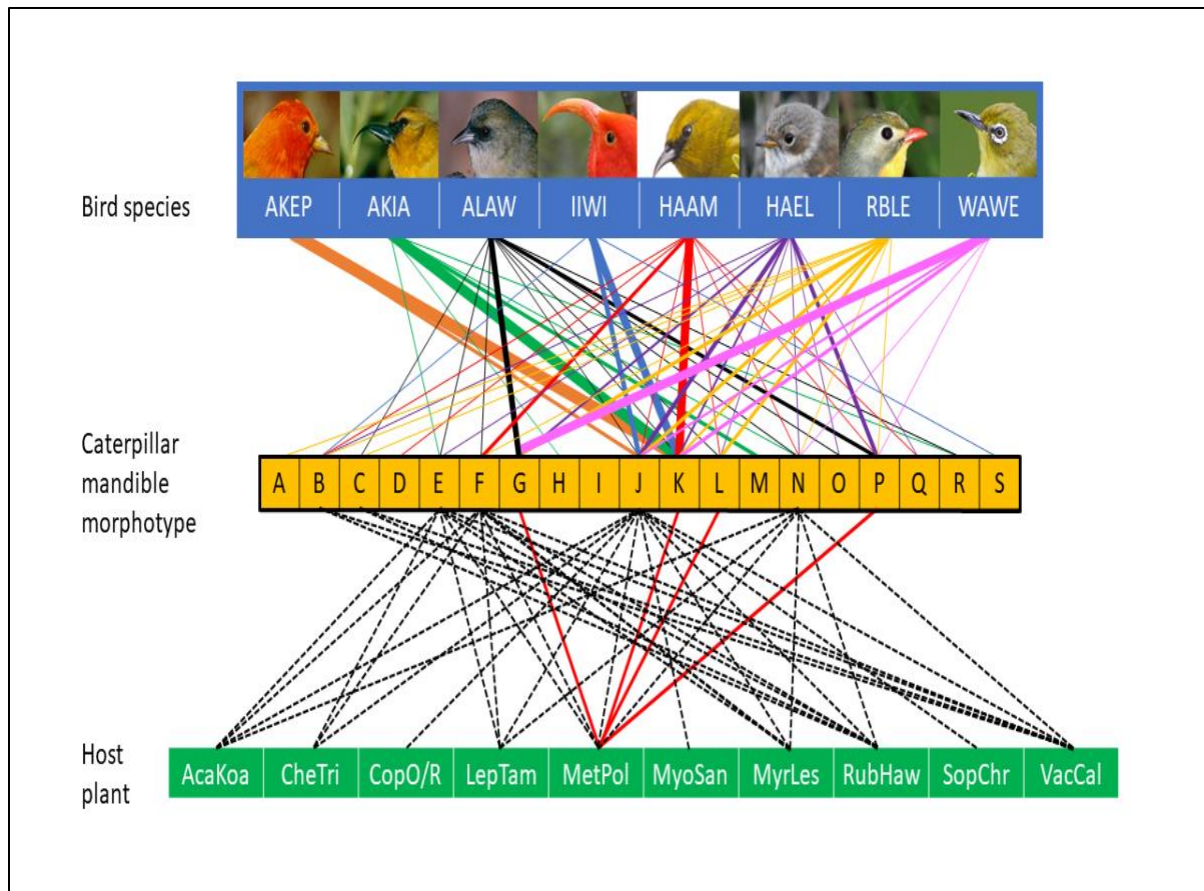 Bird species
AKEP AKIA ALAW IIWI HAAM HAEL RBLE WAWE
Caterpillar
mandible
morphotype
A B C D E F G H I J K L M N O P Q R S
Host
plant
AcaKoa CheTri CopO/R LepTam MetPol MyoSan MyrLes RubHaw SopChr VacCal